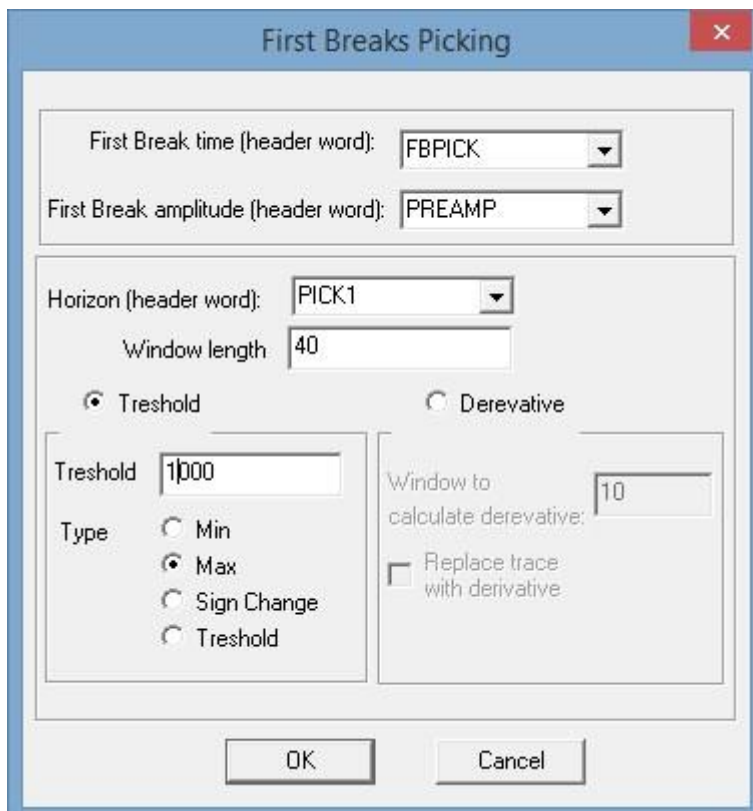 First Breaks Picking
First Break time (header word): FBPICK
First Break amplitude (header word): PREAMP
Horizon (header word): PICK1
Window length 40
Treshold
Derevative
Treshold 1000
Type
Min
Max
Sign Change
Treshold
Window to
calculate derevative: 10
Replace trace
with derivative
OK
Cancel